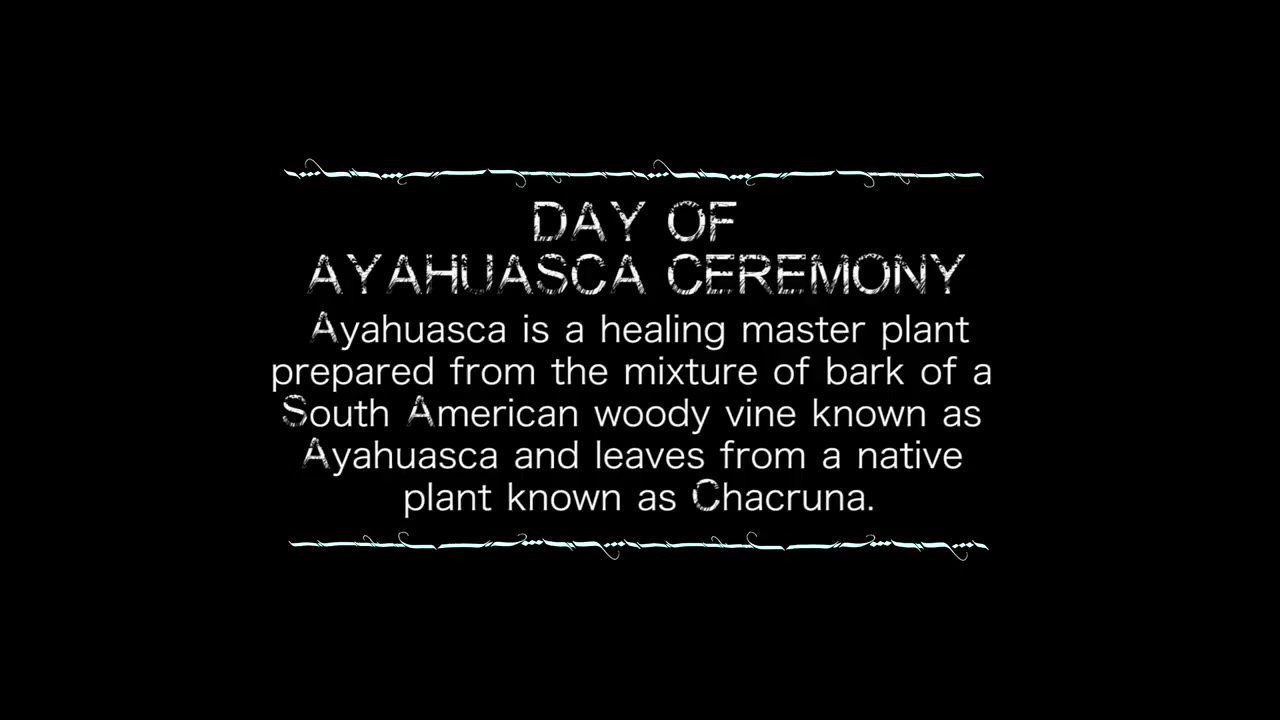 DAY OF
AYAHUASCA CEREMONY
Ayahuasca is a healing master plant
prepared from the mixture of bark of a
South American woody vine known as
Ayahuasca and leaves from a native
plant known as Chacruna.